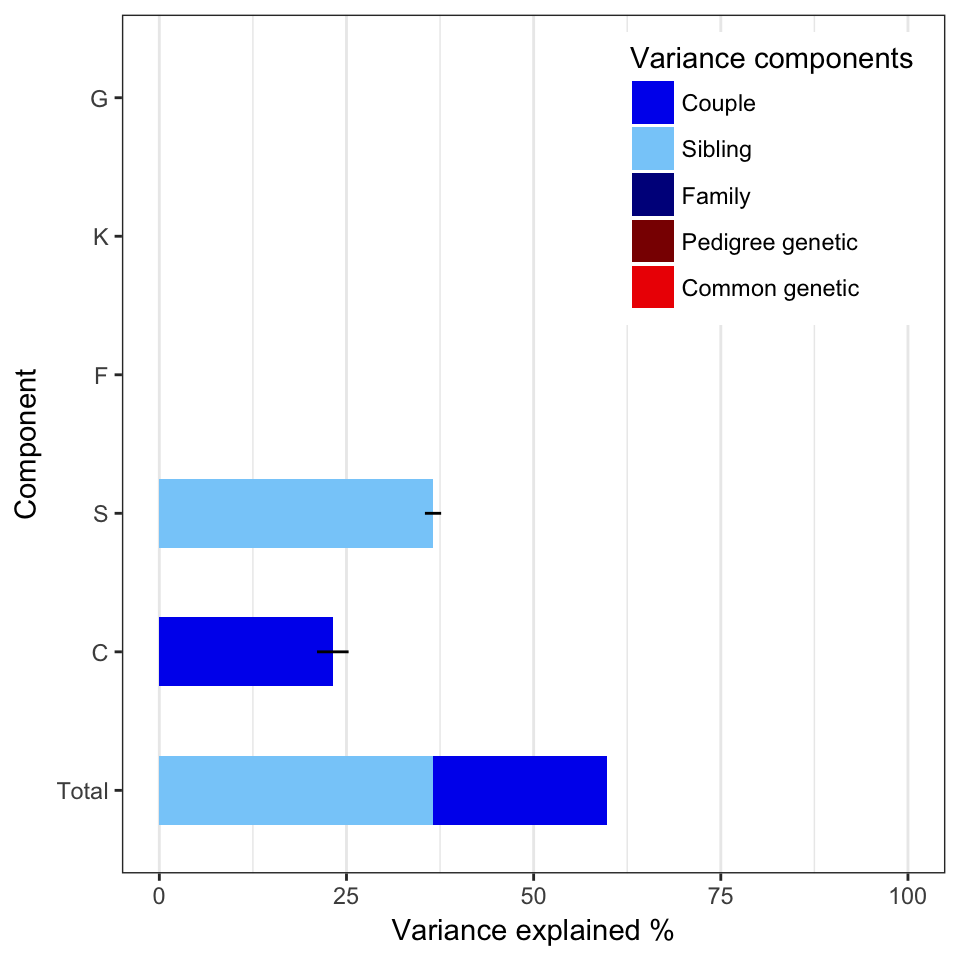 Variance components
Couple
Sibling
Family
Pedigree genetic
Common genetic
Component
G
K
F
S
C
Total
0 25 50 75 100
Variance explained %